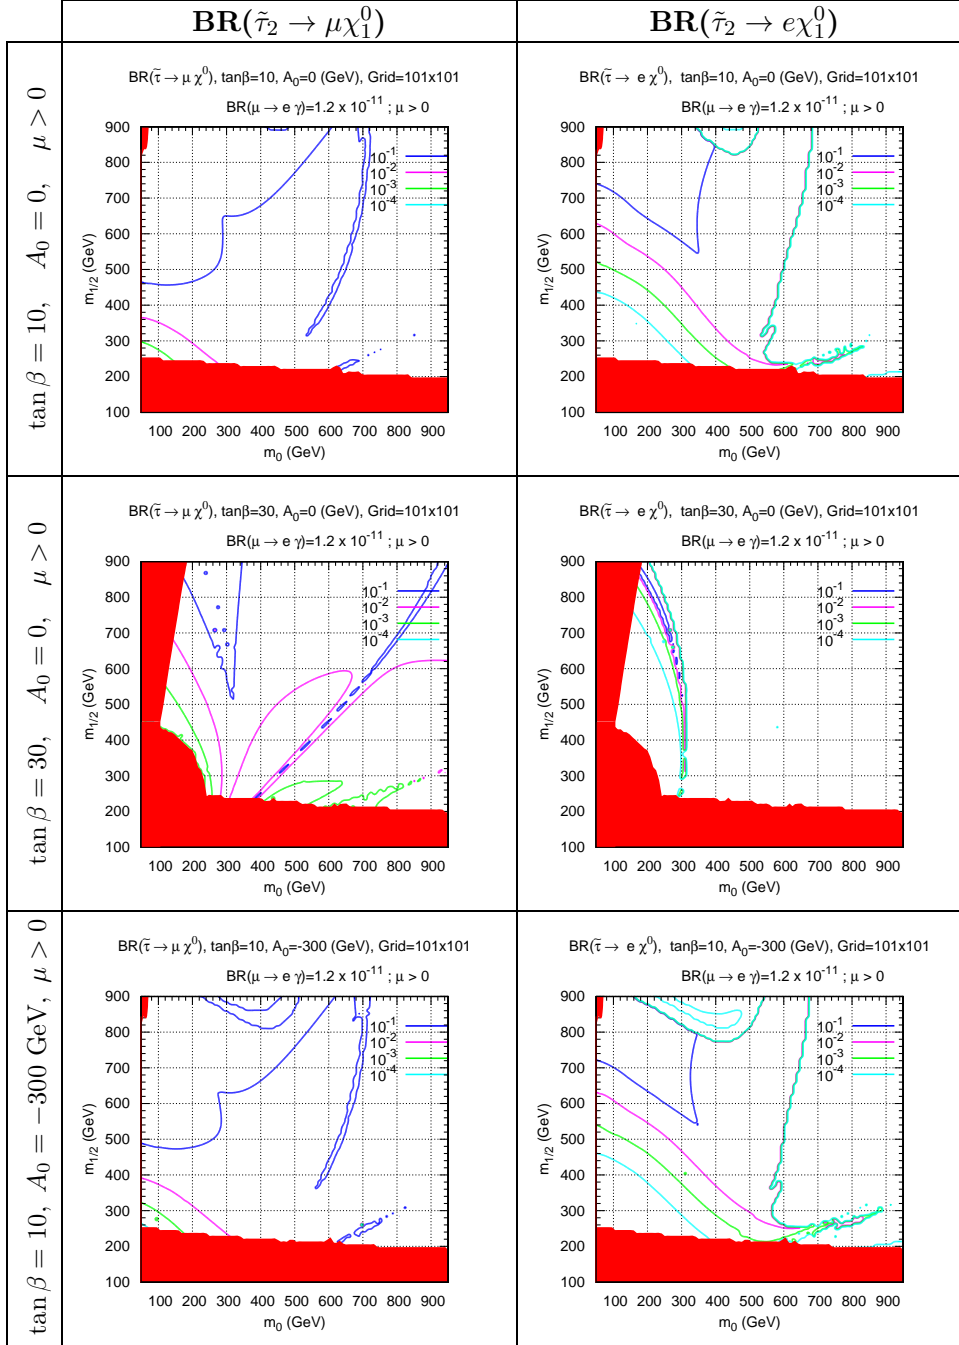 BR(τ̃₂ → μχ₁⁰)
BR(τ̃₂ → eχ₁⁰)
tan β = 10, A₀ = 0, μ > 0
BR(τ̃ → μ χ⁰), tanβ=10, A₀=0 (GeV), Grid=101x101
BR(μ → e γ)=1.2 x 10⁻¹¹ ; μ > 0
10⁻¹
10⁻²
10⁻³
10⁻⁴
900
800
700
600
500
400
300
200
100
m₁/₂ (GeV)
100 200 300 400 500 600 700 800 900
m₀ (GeV)
BR(τ̃ → e χ⁰), tanβ=10, A₀=0 (GeV), Grid=101x101
BR(μ → e γ)=1.2 x 10⁻¹¹ ; μ > 0
10⁻¹
10⁻²
10⁻³
10⁻⁴
900
800
700
600
500
400
300
200
100
m₁/₂ (GeV)
100 200 300 400 500 600 700 800 900
m₀ (GeV)
tan β = 30, A₀ = 0, μ > 0
BR(τ̃ → μ χ⁰), tanβ=30, A₀=0 (GeV), Grid=101x101
BR(μ → e γ)=1.2 x 10⁻¹¹ ; μ > 0
10⁻¹
10⁻²
10⁻³
10⁻⁴
900
800
700
600
500
400
300
200
100
m₁/₂ (GeV)
100 200 300 400 500 600 700 800 900
m₀ (GeV)
BR(τ̃ → e χ⁰), tanβ=30, A₀=0 (GeV), Grid=101x101
BR(μ → e γ)=1.2 x 10⁻¹¹ ; μ > 0
10⁻¹
10⁻²
10⁻³
10⁻⁴
900
800
700
600
500
400
300
200
100
m₁/₂ (GeV)
100 200 300 400 500 600 700 800 900
m₀ (GeV)
tan β = 10, A₀ = −300 GeV, μ > 0
BR(τ̃ → μ χ⁰), tanβ=10, A₀=-300 (GeV), Grid=101x101
BR(μ → e γ)=1.2 x 10⁻¹¹ ; μ > 0
10⁻¹
10⁻²
10⁻³
10⁻⁴
900
800
700
600
500
400
300
200
100
m₁/₂ (GeV)
100 200 300 400 500 600 700 800 900
m₀ (GeV)
BR(τ̃ → e χ⁰), tanβ=10, A₀=-300 (GeV), Grid=101x101
BR(μ → e γ)=1.2 x 10⁻¹¹ ; μ > 0
10⁻¹
10⁻²
10⁻³
10⁻⁴
900
800
700
600
500
400
300
200
100
m₁/₂ (GeV)
100 200 300 400 500 600 700 800 900
m₀ (GeV)